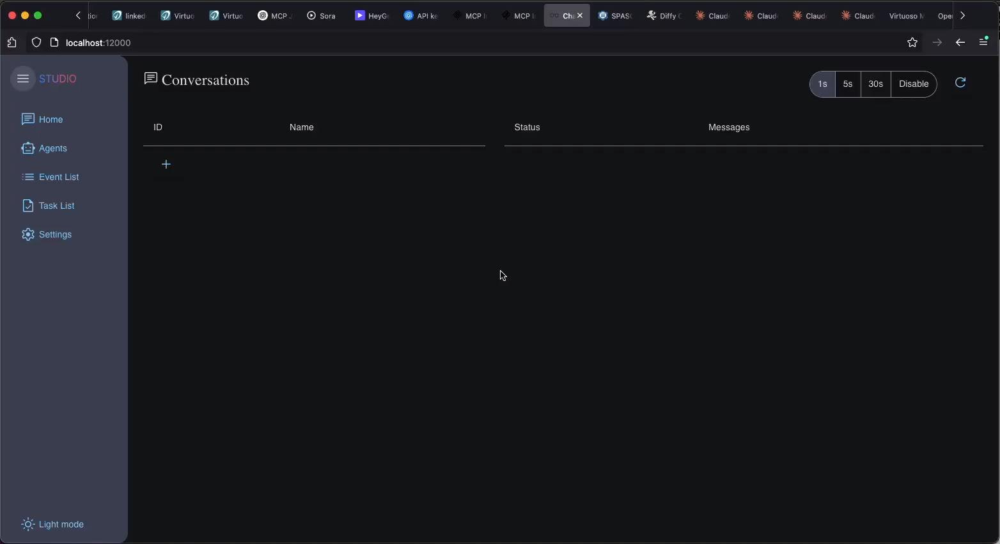 linked
Virtuo
Virtuo
MCP
Sora
HeyG
API ke
MCP I
MCP I
Cha
SPAS
Diffy
Claud
Claud
Claud
Claud
Virtuoso M
Ope
localhost:12000
STUDIO
Home
Agents
Event List
Task List
Settings
Light mode
Conversations
1s 5s 30s Disable
ID Name Status Messages